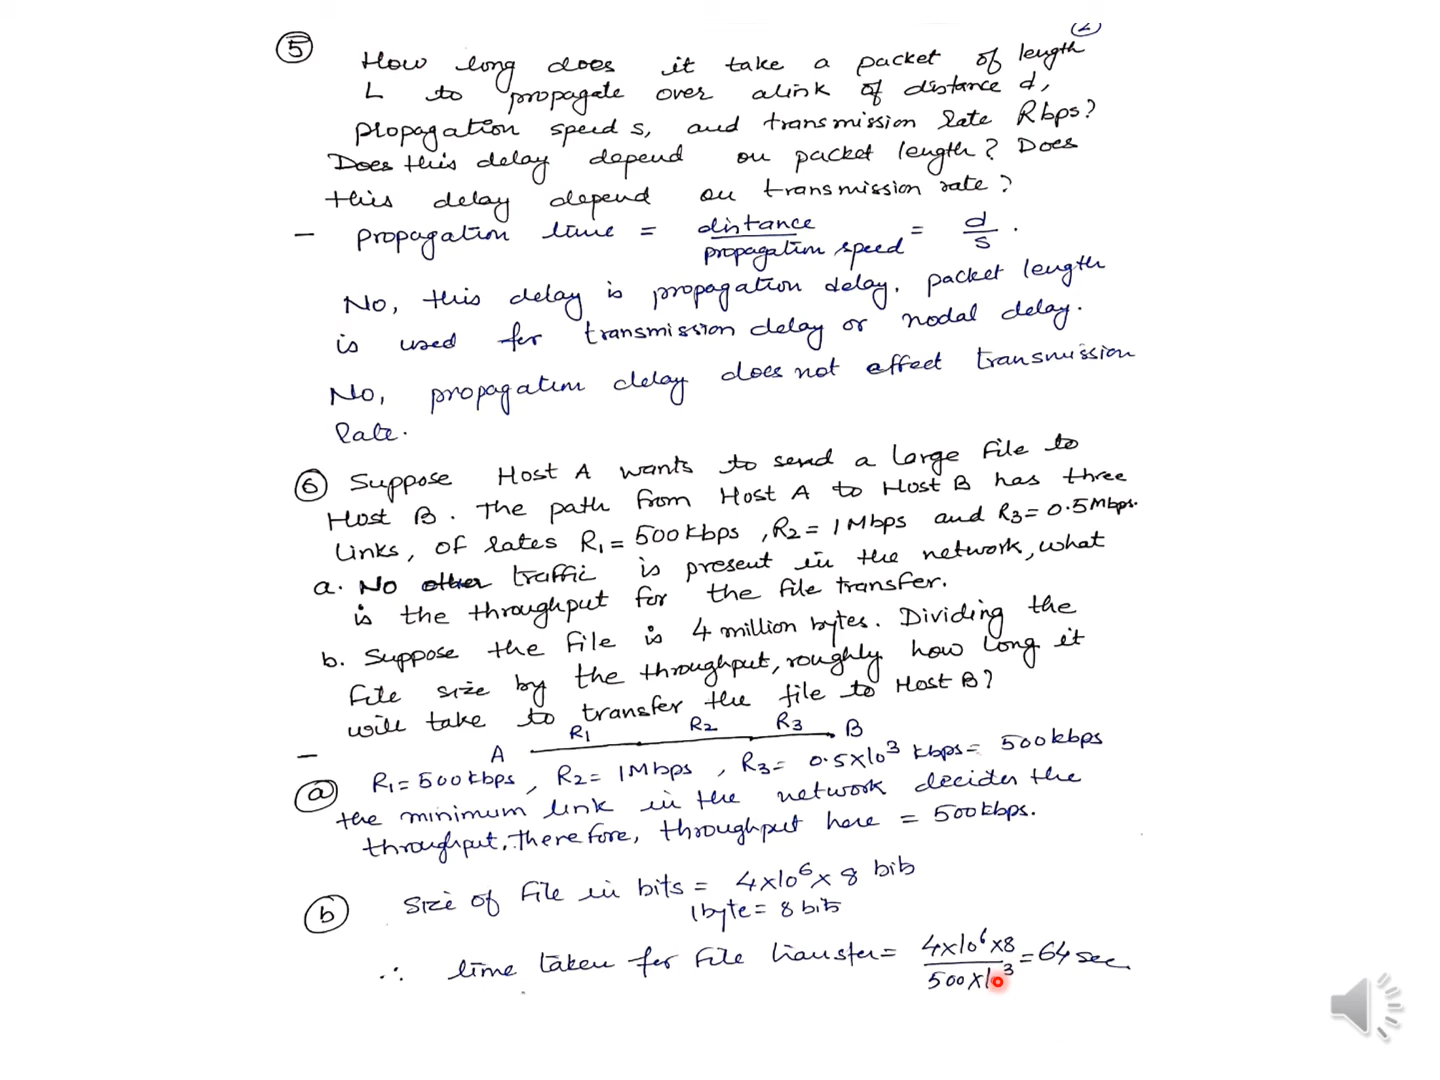 (2)
5 How long does it take a packet of length
L to propagate over a link of distance d,
propagation speed s, and transmission rate R bps?
Does this delay depend on packet length? Does
this delay depend on transmission rate?
- propagation time = distance / propagation speed = d / s .
No, this delay is propagation delay, packet length
is used for transmission delay or nodal delay.
No, propagation delay does not effect transmission
rate.
6 Suppose Host A wants to send a large file to
Host B. The path from Host A to Host B has three
links, of rates R1 = 500 kbps, R2 = 1 Mbps and R3 = 0.5 Mbps.
a. No other traffic is present in the network, what
is the throughput for the file transfer.
b. Suppose the file is 4 million bytes. Dividing the
file size by the throughput, roughly how long it
will take to transfer the file to Host B?
- A R1 R2 R3 B
a R1 = 500 kbps, R2 = 1 Mbps, R3 = 0.5 x 10³ kbps = 500 kbps
the minimum link in the network decides the
throughput, Therefore, throughput here = 500 kbps.
b Size of file in bits = 4 x 10⁶ x 8 bits
1 byte = 8 bits
∴ time taken for file transfer = 4 x 10⁶ x 8 / 500 x 10³ = 64 sec.